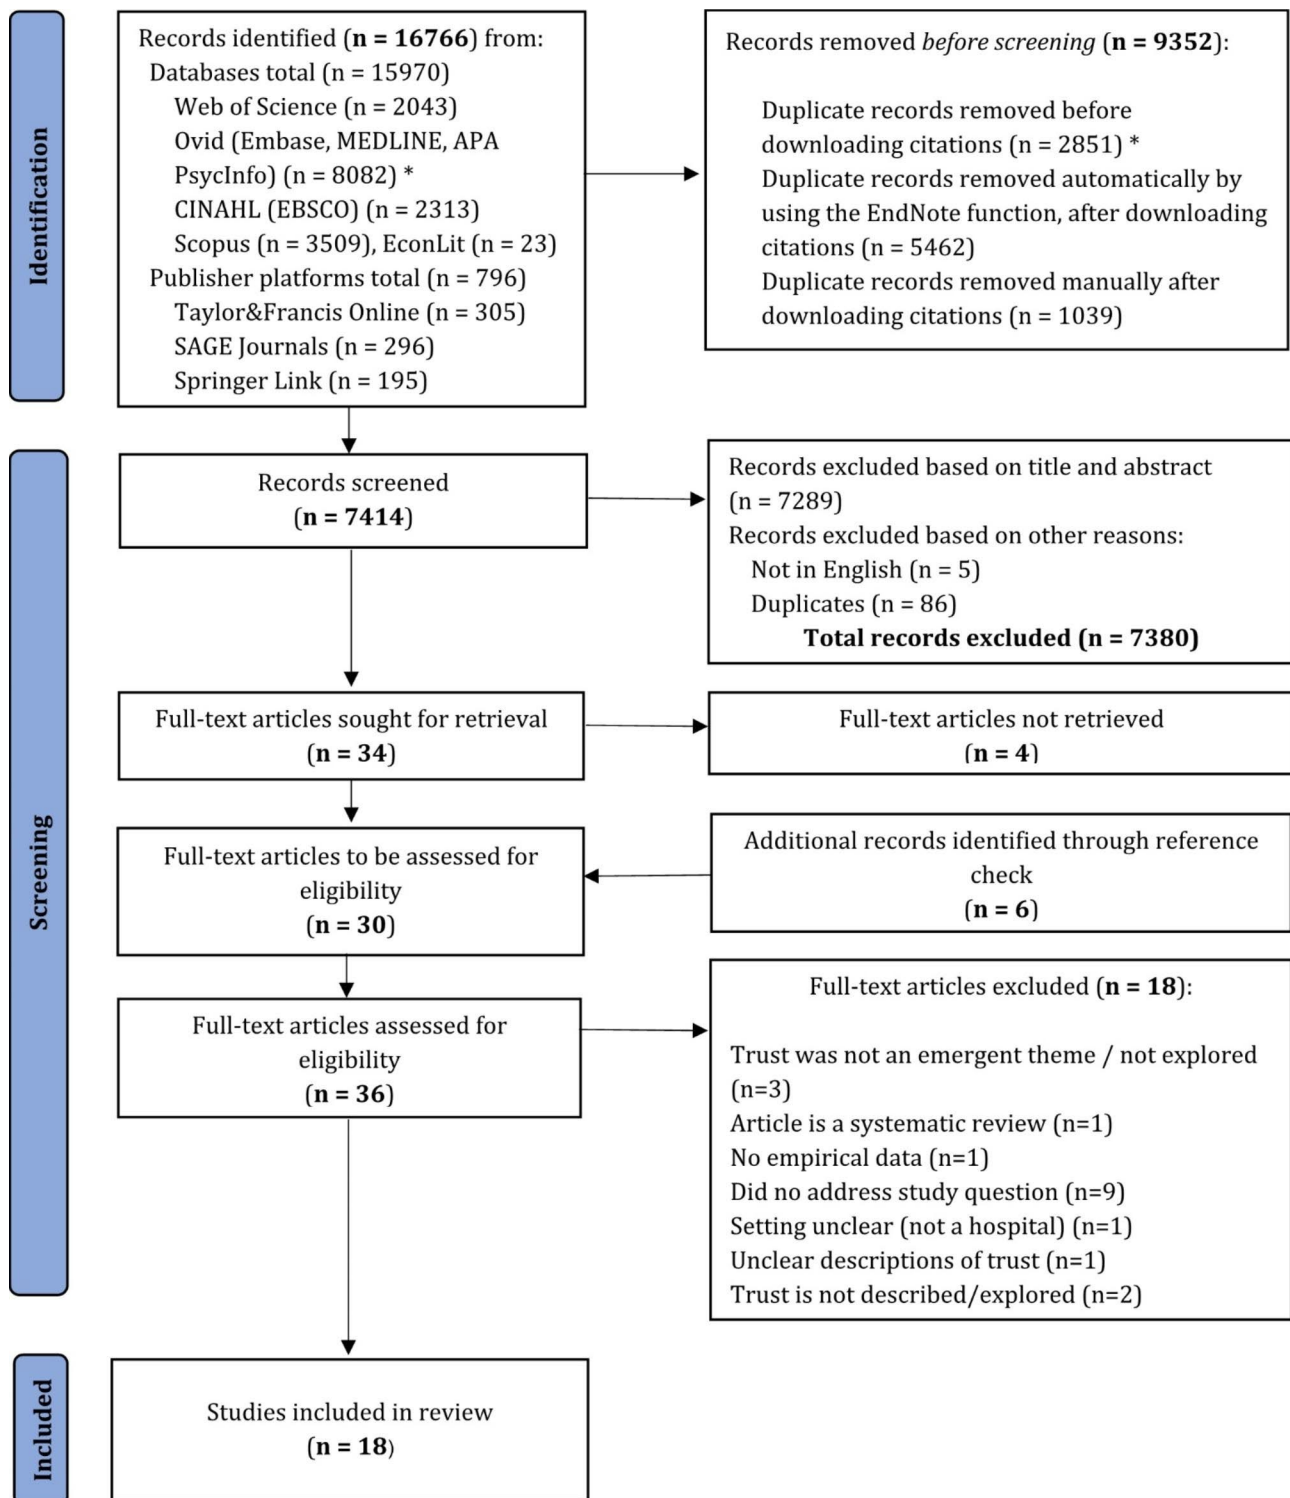 Identification
Records identified (n = 16766) from:
Databases total (n = 15970)
Web of Science (n = 2043)
Ovid (Embase, MEDLINE, APA
PsycInfo) (n = 8082) *
CINAHL (EBSCO) (n = 2313)
Scopus (n = 3509), EconLit (n = 23)
Publisher platforms total (n = 796)
Taylor&Francis Online (n = 305)
SAGE Journals (n = 296)
Springer Link (n = 195)
Records removed before screening (n = 9352):
Duplicate records removed before
downloading citations (n = 2851) *
Duplicate records removed automatically by
using the EndNote function, after downloading
citations (n = 5462)
Duplicate records removed manually after
downloading citations (n = 1039)
Screening
Records screened
(n = 7414)
Records excluded based on title and abstract
(n = 7289)
Records excluded based on other reasons:
Not in English (n = 5)
Duplicates (n = 86)
Total records excluded (n = 7380)
Full-text articles sought for retrieval
(n = 34)
Full-text articles not retrieved
(n = 4)
Full-text articles to be assessed for
eligibility
(n = 30)
Additional records identified through reference
check
(n = 6)
Full-text articles assessed for
eligibility
(n = 36)
Full-text articles excluded (n = 18):
Trust was not an emergent theme / not explored
(n=3)
Article is a systematic review (n=1)
No empirical data (n=1)
Did no address study question (n=9)
Setting unclear (not a hospital) (n=1)
Unclear descriptions of trust (n=1)
Trust is not described/explored (n=2)
Included
Studies included in review
(n = 18)